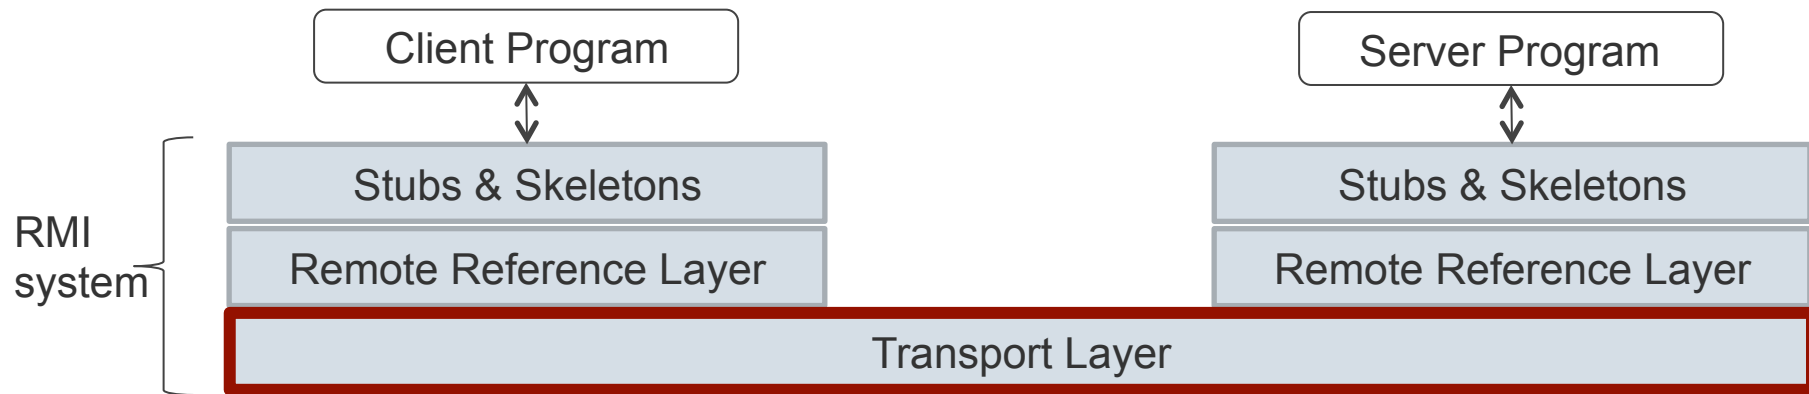 Client Program
Server Program
Stubs & Skeletons
Stubs & Skeletons
RMI
system
Remote Reference Layer
Remote Reference Layer
Transport Layer